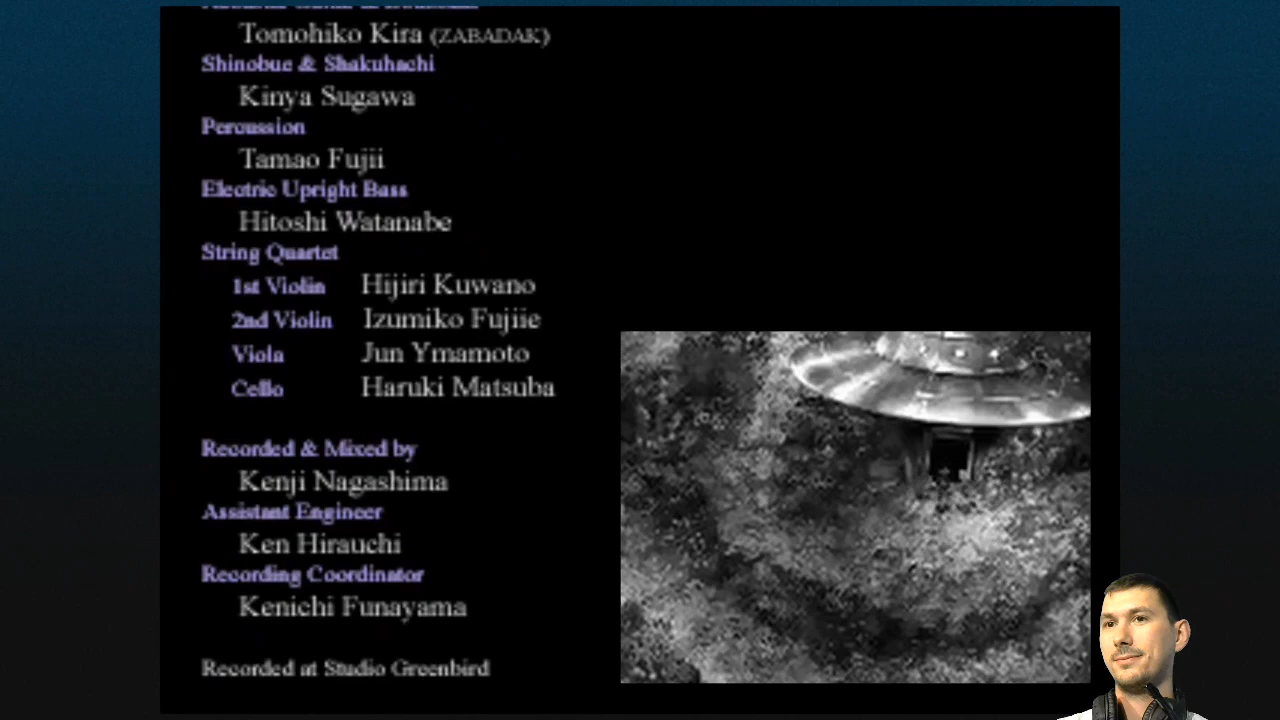 Tomohiko Kira (ZABADAK)
Shinobue & Shakuhachi
Kinya Sugawa
Percussion
Tamao Fujii
Electric Upright Bass
Hitoshi Watanabe
String Quartet
1st Violin Hijiri Kuwano
2nd Violin Izumiko Fujiie
Viola Jun Ymamoto
Cello Haruki Matsuba
Recorded & Mixed by
Kenji Nagashima
Assistant Engineer
Ken Hirauchi
Recording Coordinator
Kenichi Funayama
Recorded at Studio Greenbird